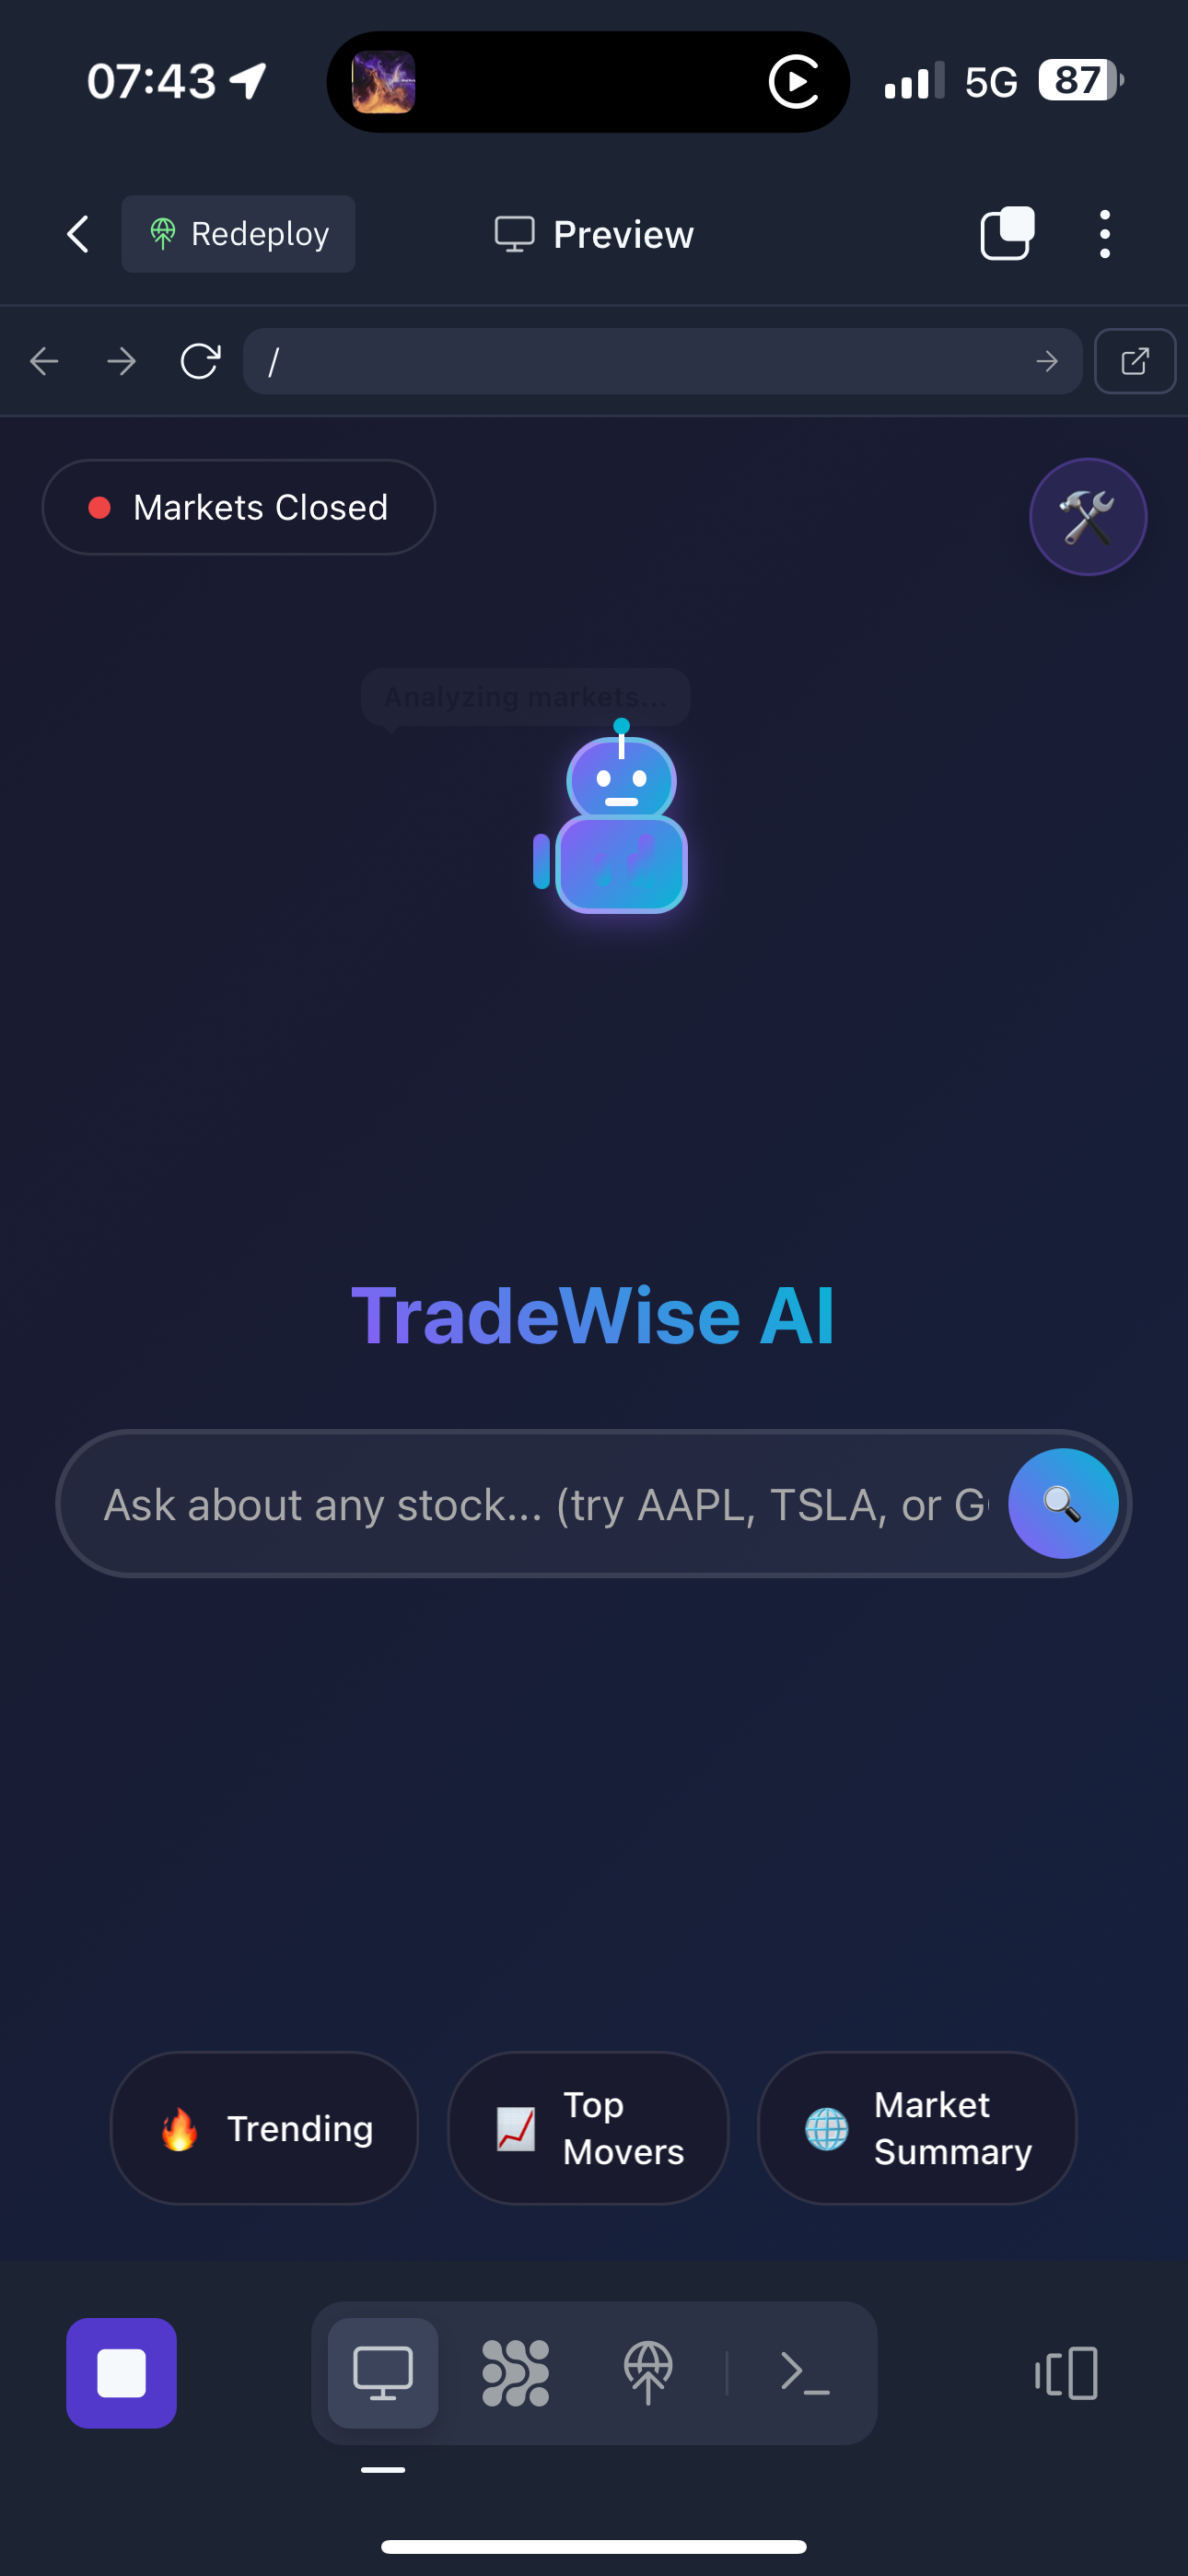 07:43
5G
87
Redeploy
Preview
/
Markets Closed
Analyzing markets...
TradeWise AI
Ask about any stock... (try AAPL, TSLA, or G
Trending
Top
Movers
Market
Summary